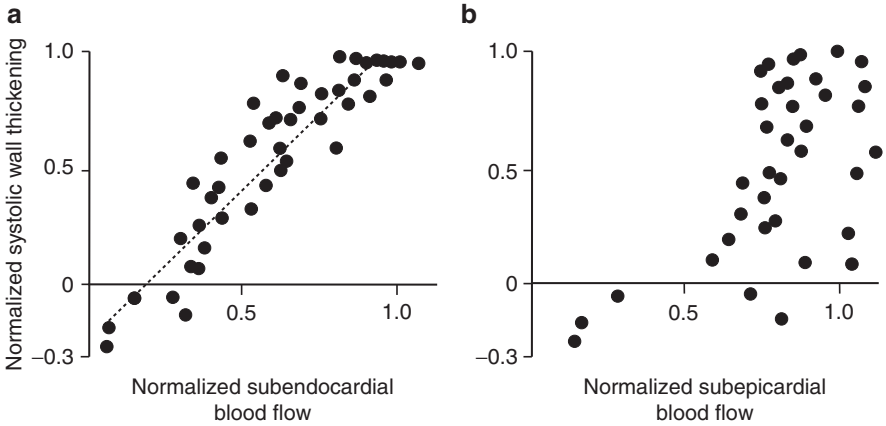 a
Normalized systolic wall thickening
1.0
0.5
0
–0.3
0.5
1.0
Normalized subendocardial
blood flow
b
1.0
0.5
0
–0.3
0.5
1.0
Normalized subepicardial
blood flow